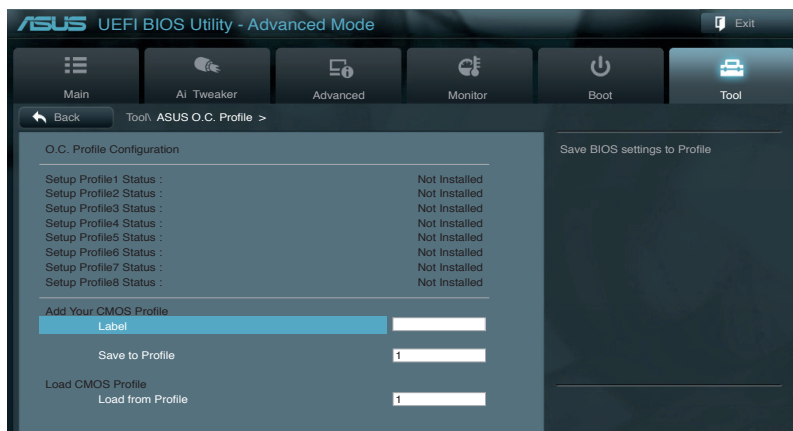 ASUS UEFI BIOS Utility - Advanced Mode
Exit
Main
Ai Tweaker
Advanced
Monitor
Boot
Tool
Back
Tool\ ASUS O.C. Profile >
O.C. Profile Configuration
Save BIOS settings to Profile
Setup Profile1 Status : Not Installed
Setup Profile2 Status : Not Installed
Setup Profile3 Status : Not Installed
Setup Profile4 Status : Not Installed
Setup Profile5 Status : Not Installed
Setup Profile6 Status : Not Installed
Setup Profile7 Status : Not Installed
Setup Profile8 Status : Not Installed
Add Your CMOS Profile
Label
Save to Profile 1
Load CMOS Profile
Load from Profile 1